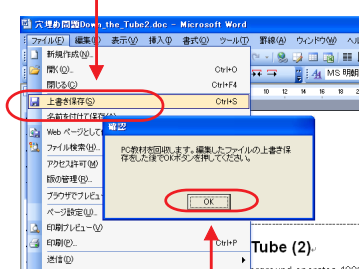 穴埋め問題Down_the_Tube2.doc - Microsoft Word
ファイル(F) 編集(E) 表示(V) 挿入(I) 書式(O) ツール(T) 罫線(A) ウィンドウ(W)
新規作成(N)...
開く(O)... Ctrl+O
閉じる(C) Ctrl+F4
MS 明朝
10 12 14 16 18
上書き保存(S) Ctrl+S
名前を付けて保存
Web ページとして
ファイル検索(H)...
アクセス許可(M)
版の管理(R)...
ブラウザでプレビュー
ページ設定(U)...
印刷プレビュー(V)
印刷(P)... Ctrl+P
送信(D)
確認
PC教材を回収します。編集したファイルの上書き保
存をした後でOKボタンを押してください。
OK
Tube (2)